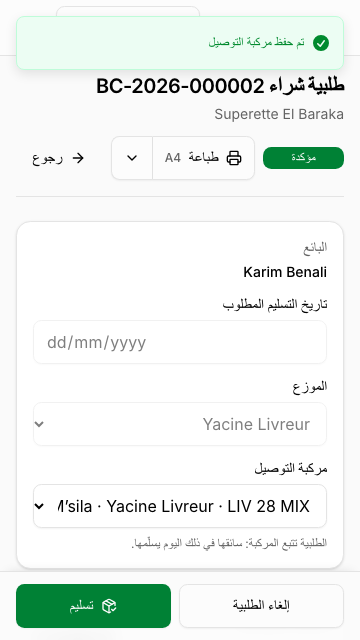 تم حفظ مركبة التوصيل
طلبية شراء BC-2026-000002
Superette El Baraka
مؤكدة
طباعة A4
رجوع
البائع
Karim Benali
تاريخ التسليم المطلوب
dd/mm/yyyy
الموزع
Yacine Livreur
مركبة التوصيل
M'sila · Yacine Livreur · LIV 28 MIX
الطلبية تتبع المركبة: سائقها في ذلك اليوم يسلّمها.
إلغاء الطلبية
تسليم